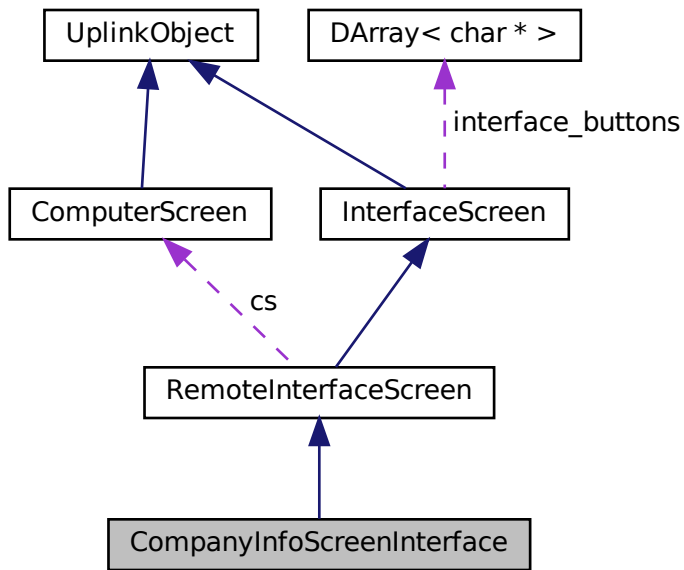 UplinkObject
DArray< char * >
interface_buttons
ComputerScreen
InterfaceScreen
cs
RemoteInterfaceScreen
CompanyInfoScreenInterface